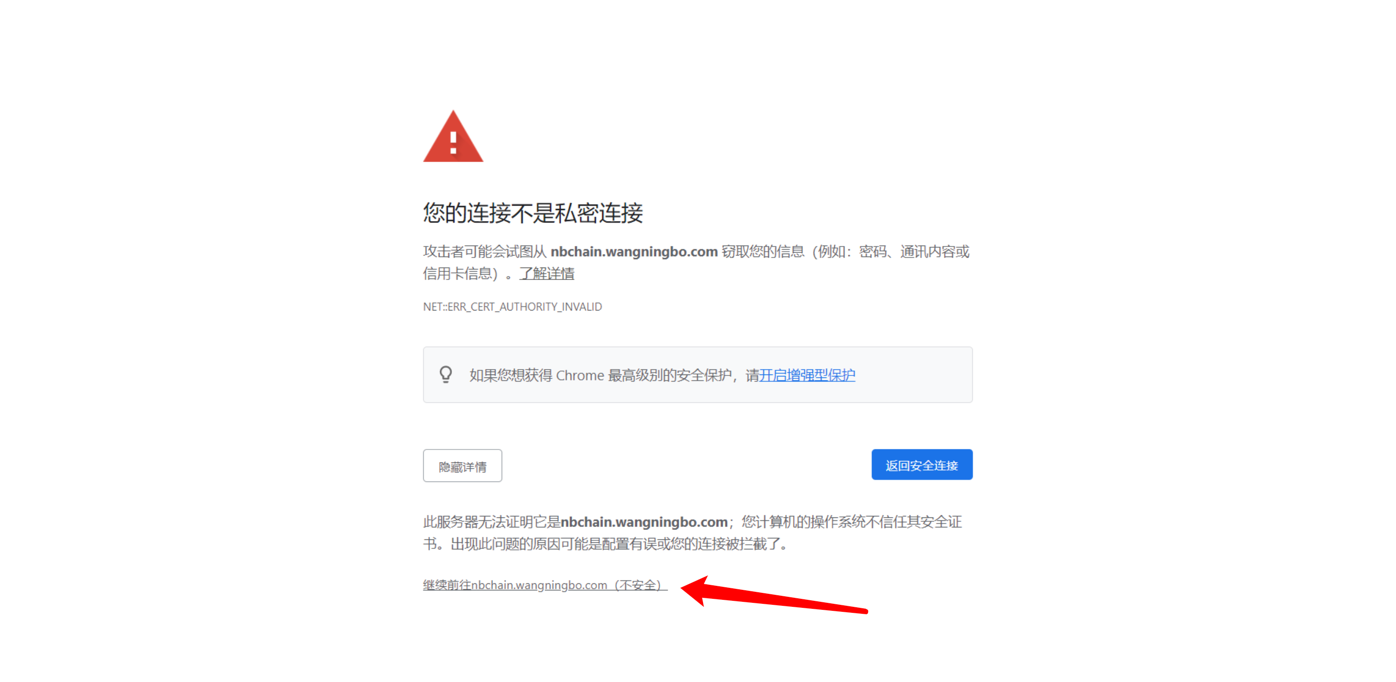 您的连接不是私密连接
攻击者可能会试图从 nbchain.wangningbo.com 窃取您的信息（例如：密码、通讯内容或
信用卡信息）。了解详情
NET::ERR_CERT_AUTHORITY_INVALID
如果您想获得 Chrome 最高级别的安全保护，请开启增强型保护
隐藏详情
返回安全连接
此服务器无法证明它是nbchain.wangningbo.com；您计算机的操作系统不信任其安全证
书。出现此问题的原因可能是配置有误或您的连接被拦截了。
继续前往nbchain.wangningbo.com（不安全）